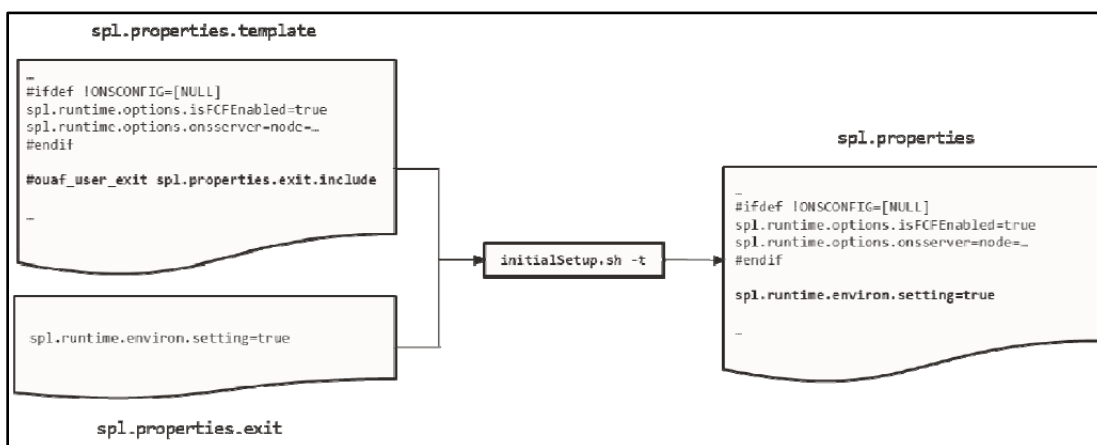 spl.properties.template
…
#ifdef !ONSCONFIG=[NULL]
spl.runtime.options.isFCFEnabled=true
spl.runtime.options.onsserver=node=…
#endif
#ouaf_user_exit spl.properties.exit.include
…
spl.runtime.environ.setting=true
spl.properties.exit
initialSetup.sh -t
spl.properties
…
#ifdef !ONSCONFIG=[NULL]
spl.runtime.options.isFCFEnabled=true
spl.runtime.options.onsserver=node=…
#endif
spl.runtime.environ.setting=true
…